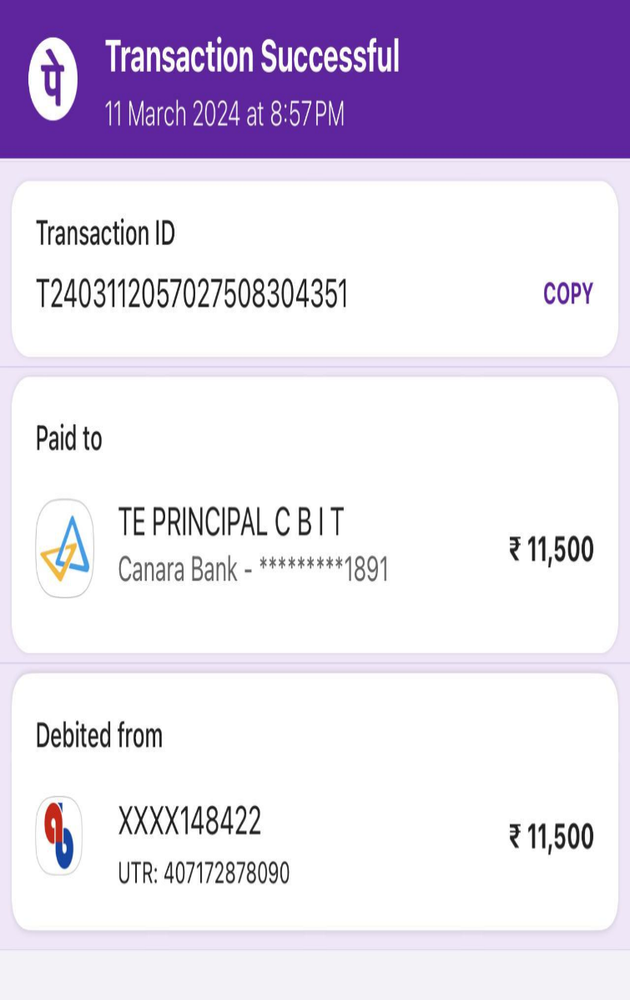 पे
Transaction Successful
11 March 2024 at 8:57 PM
Transaction ID
T2403112057027508304351
COPY
Paid to
TE PRINCIPAL C B I T
Canara Bank - *********1891
₹ 11,500
Debited from
XXXX148422
UTR: 407172878090
₹ 11,500